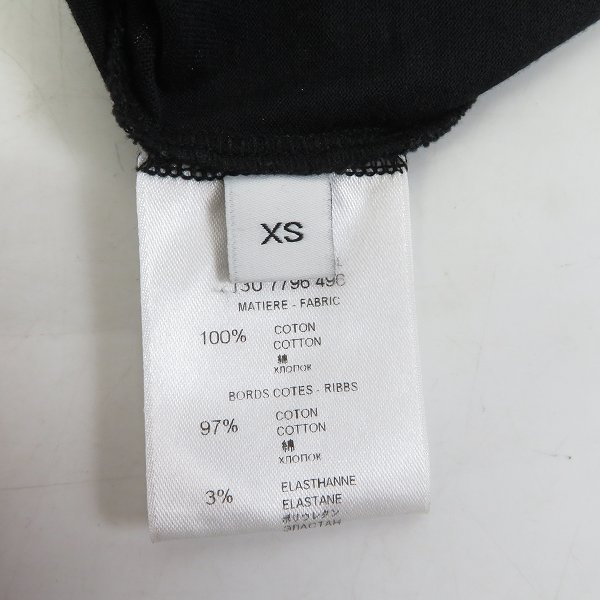 XS
13U 7796 496
MATIERE - FABRIC
100% COTON
COTTON
綿
ХЛОПОК
BORDS COTES - RIBBS
97% COTON
COTTON
綿
ХЛОПОК
3% ELASTHANNE
ELASTANE
ポリウレタン
ЭЛАСТАН